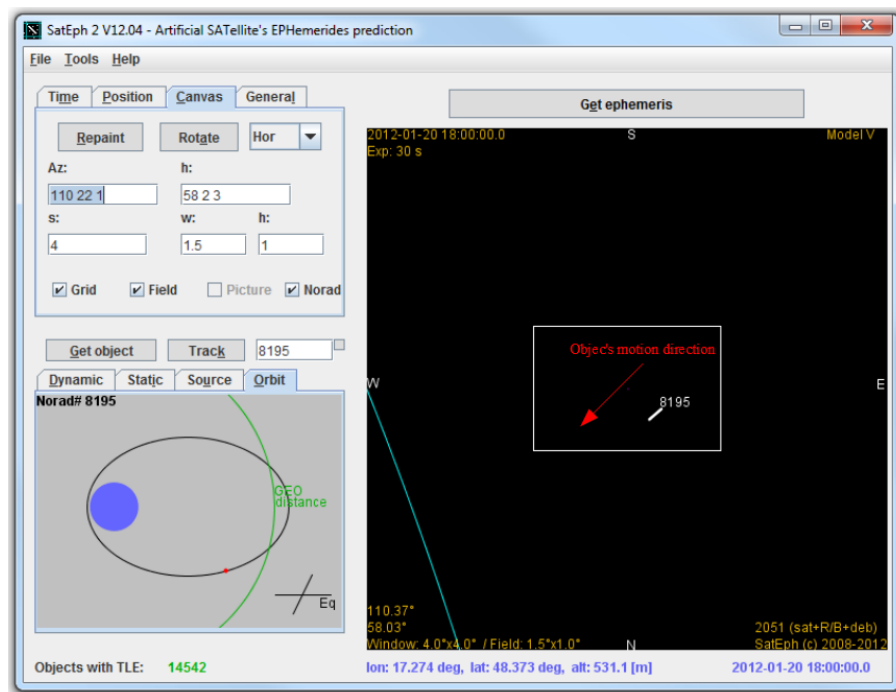 SatEph 2 V12.04 - Artificial SATellite's EPHemerides prediction
File Tools Help
Time Position Canvas General
Get ephemeris
Repaint Rotate Hor
Az: h:
110 22 1 58 2 3
s: w: h:
4 1.5 1
Grid Field Picture Norad
Get object Track 8195
Dynamic Static Source Orbit
Norad# 8195
GEO
distance
Eq
2012-01-20 18:00:00.0 S Model V
Exp: 30 s
Objec's motion direction
W E
8195
110.37°
58.03° 2051 (sat+R/B+deb)
Window: 4.0°x4.0° / Field: 1.5°x1.0° N SatEph (c) 2008-2012
Objects with TLE: 14542 lon: 17.274 deg, lat: 48.373 deg, alt: 531.1 [m] 2012-01-20 18:00:00.0